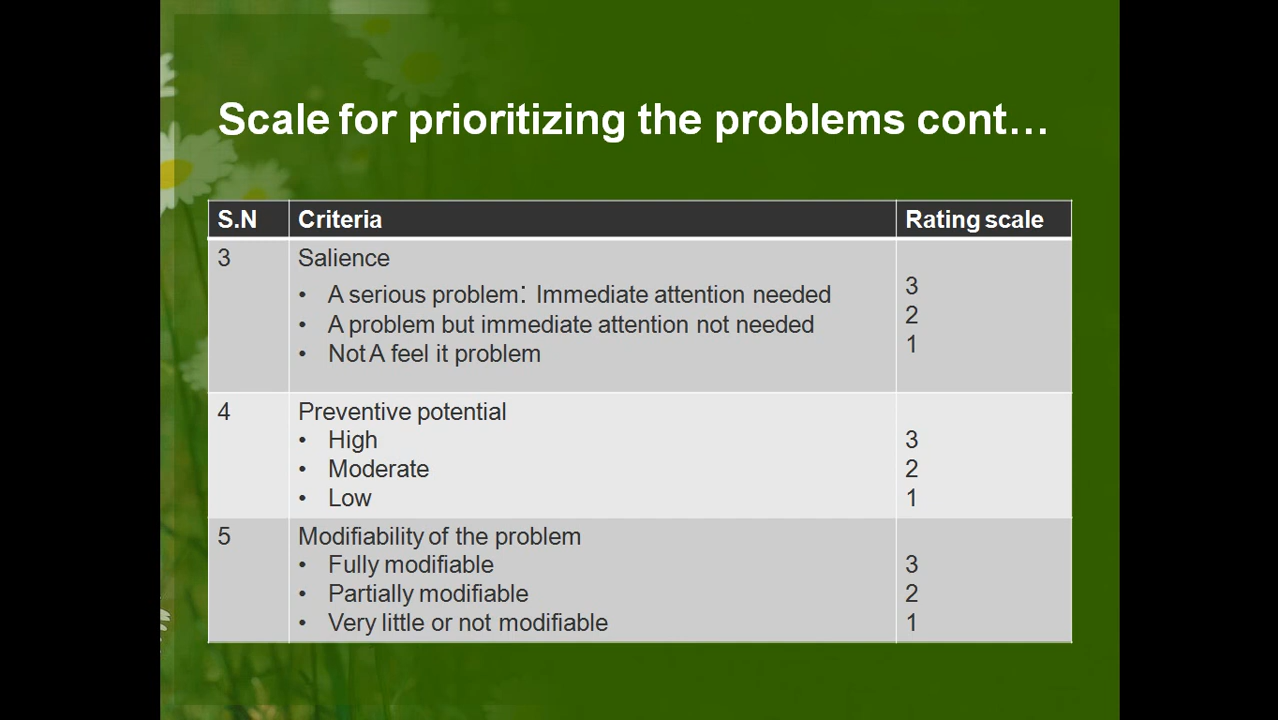 Scale for prioritizing the problems cont…
S.N Criteria Rating scale
3 Salience
• A serious problem: Immediate attention needed 3
• A problem but immediate attention not needed 2
• Not A feel it problem 1
4 Preventive potential
• High 3
• Moderate 2
• Low 1
5 Modifiability of the problem
• Fully modifiable 3
• Partially modifiable 2
• Very little or not modifiable 1